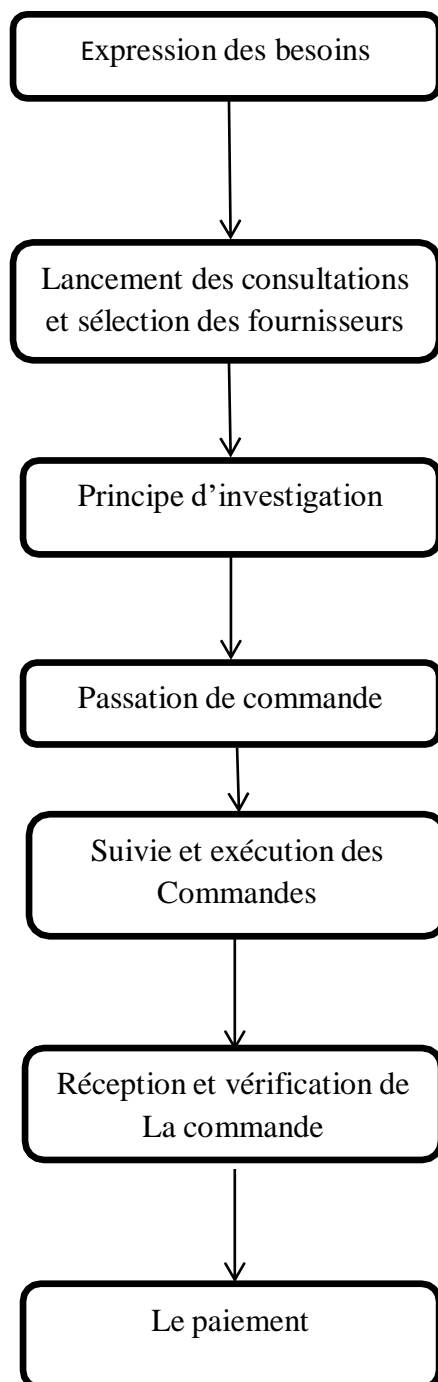 Expression des besoins
Lancement des consultations
et sélection des fournisseurs
Principe d’investigation
Passation de commande
Suivie et exécution des
Commandes
Réception et vérification de
La commande
Le paiement